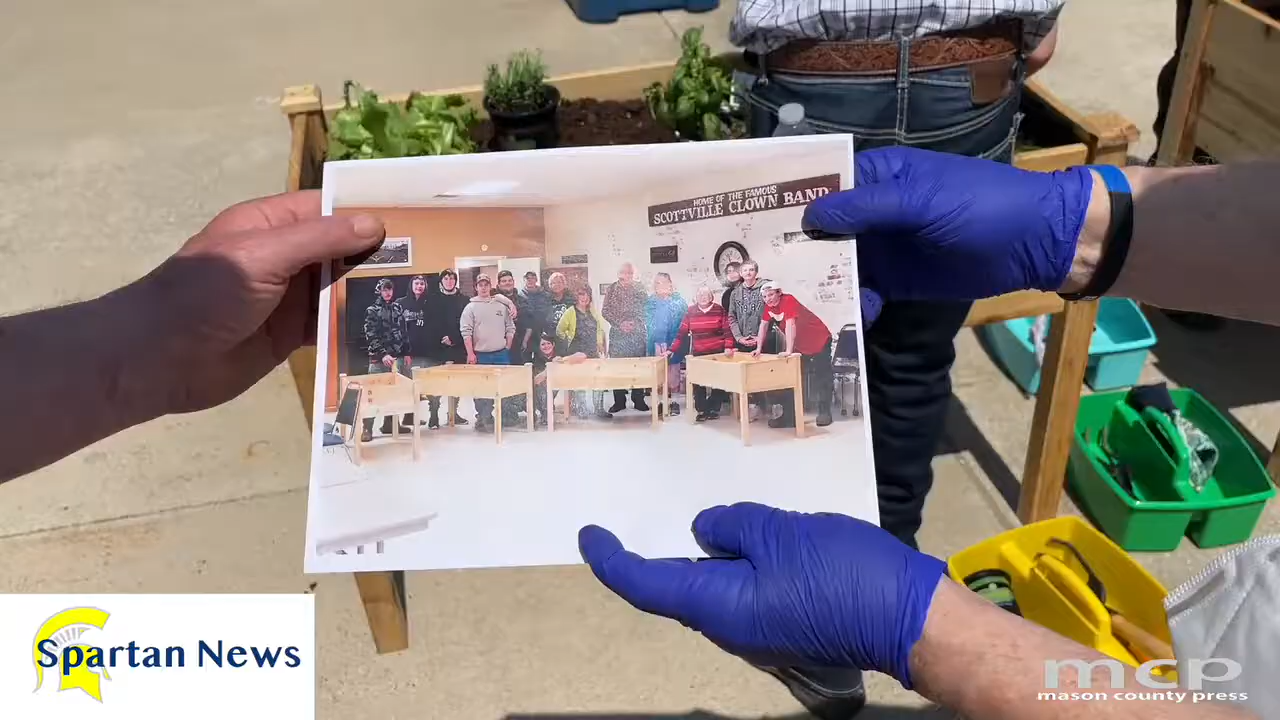 HOME OF THE FAMOUS
SCOTTVILLE CLOWN BAND
Spartan News
mcp
mason county press